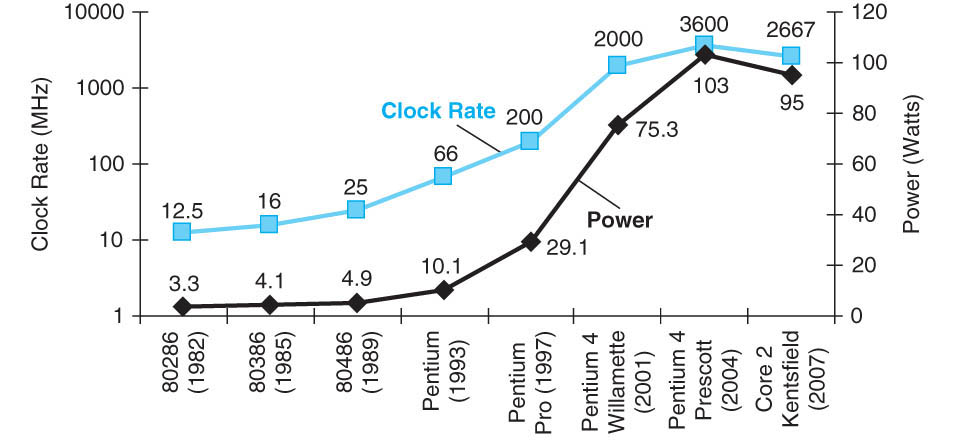 10000
1000
100
10
1
Clock Rate (MHz)
120
100
80
60
40
20
0
Power (Watts)
12.5
16
25
66
200
2000
3600
2667
Clock Rate
3.3
4.1
4.9
10.1
29.1
75.3
103
95
Power
80286
(1982)
80386
(1985)
80486
(1989)
Pentium
(1993)
Pentium
Pro (1997)
Pentium 4
Willamette
(2001)
Pentium 4
Prescott
(2004)
Core 2
Kentsfield
(2007)